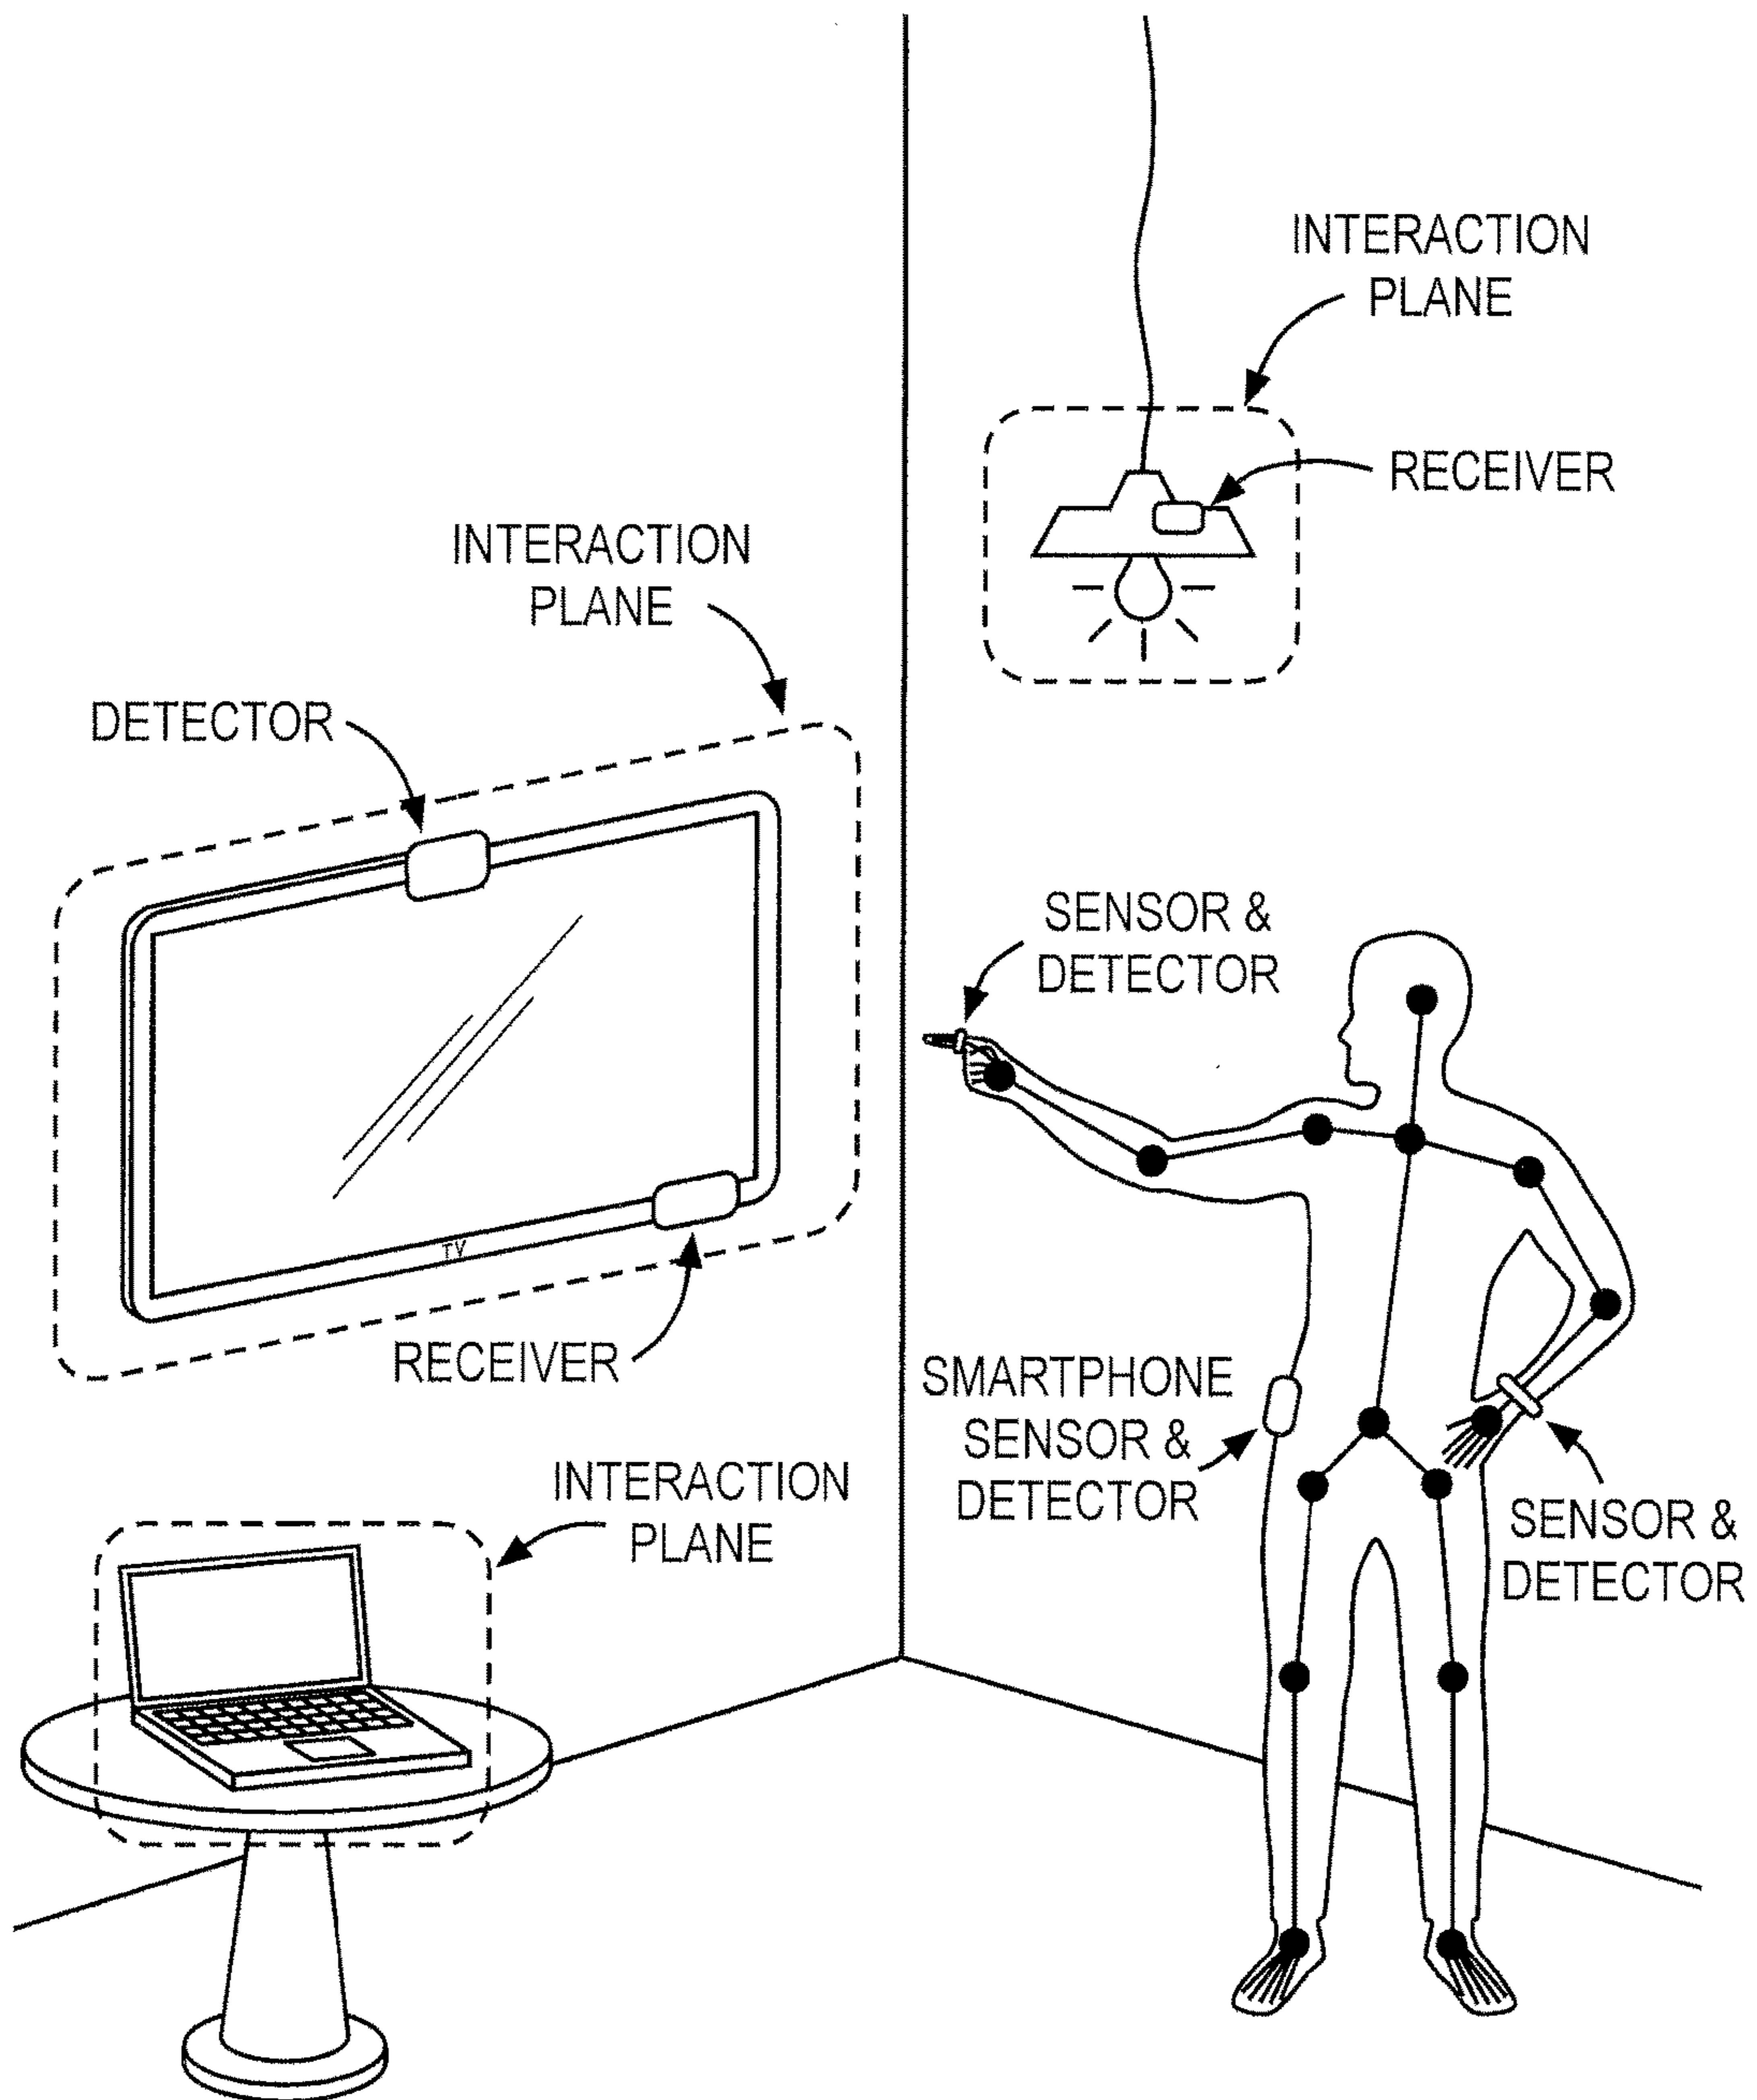 INTERACTION
PLANE
RECEIVER
INTERACTION
PLANE
DETECTOR
SENSOR &
DETECTOR
TV
RECEIVER
SMARTPHONE
SENSOR &
DETECTOR
INTERACTION
PLANE
SENSOR &
DETECTOR